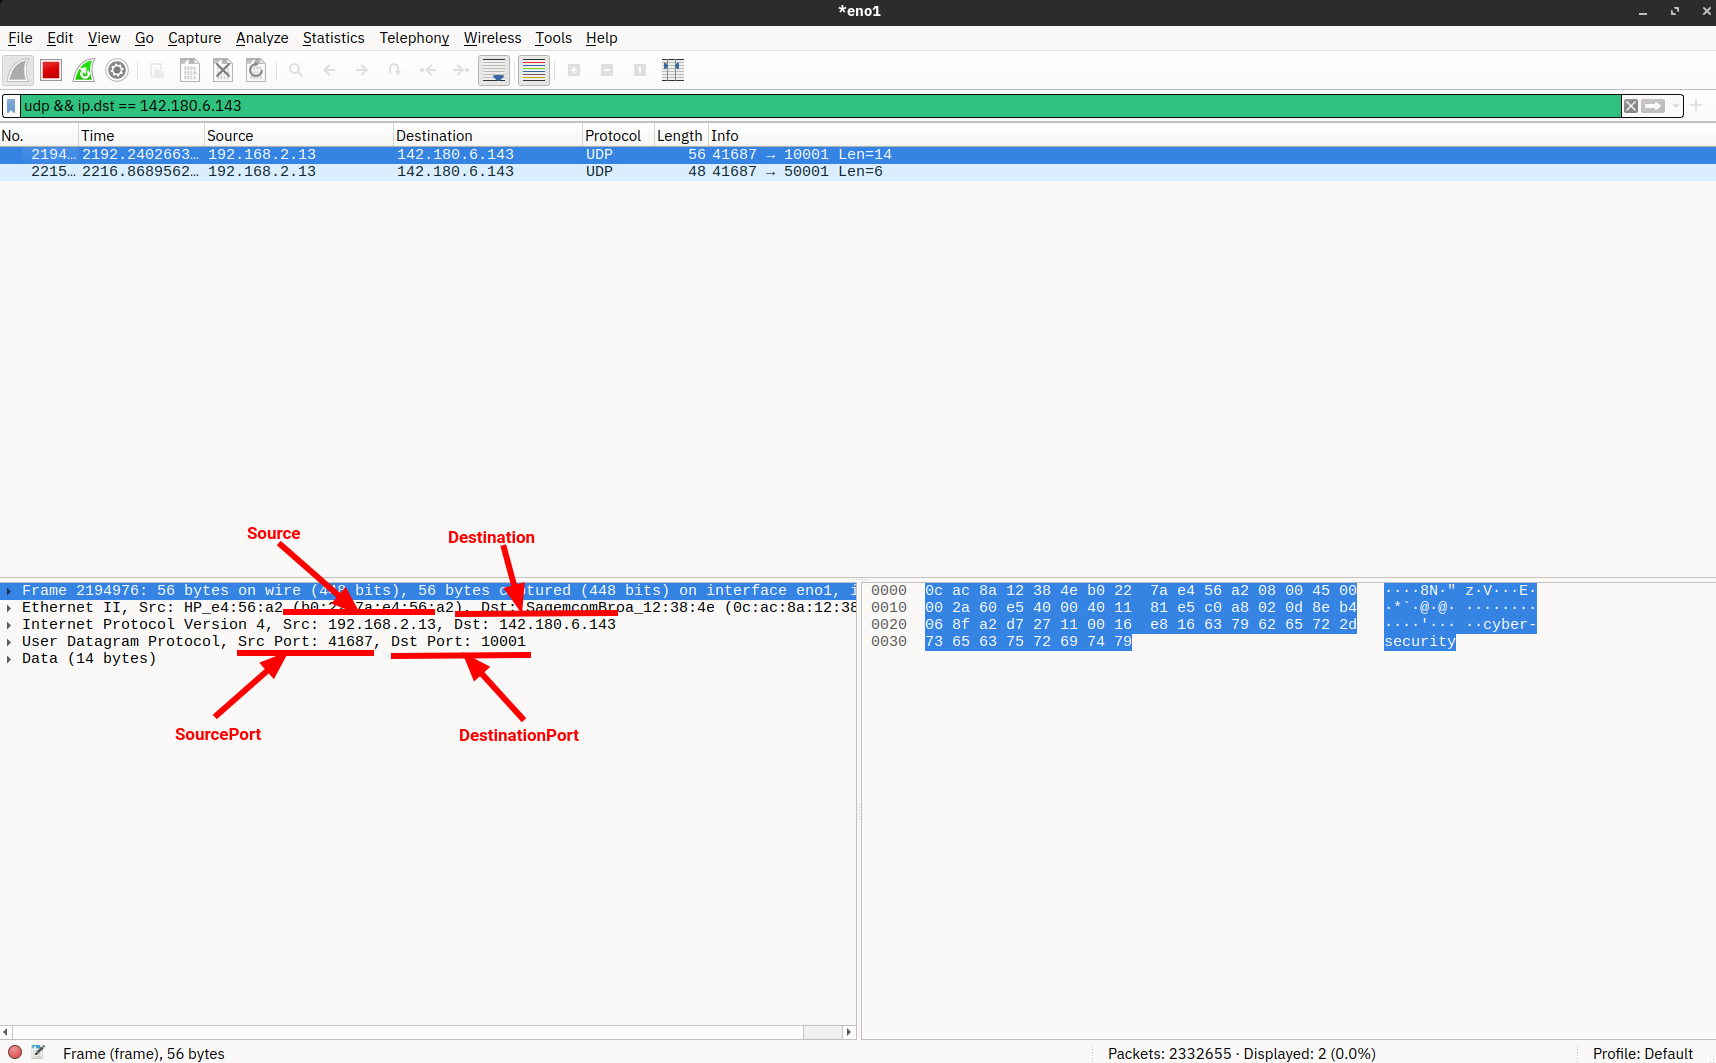 *eno1
File Edit View Go Capture Analyze Statistics Telephony Wireless Tools Help
udp && ip.dst == 142.180.6.143
No. Time Source Destination Protocol Length Info
2194… 2192.2402663… 192.168.2.13 142.180.6.143 UDP 56 41687 → 10001 Len=14
2215… 2216.8689562… 192.168.2.13 142.180.6.143 UDP 48 41687 → 50001 Len=6
Source
Destination
Frame 2194976: 56 bytes on wire (448 bits), 56 bytes captured (448 bits) on interface eno1, i
Ethernet II, Src: HP_e4:56:a2 (b0:22:7a:e4:56:a2), Dst: SagemcomBroa_12:38:4e (0c:ac:8a:12:38
Internet Protocol Version 4, Src: 192.168.2.13, Dst: 142.180.6.143
User Datagram Protocol, Src Port: 41687, Dst Port: 10001
Data (14 bytes)
SourcePort
DestinationPort
0000 0c ac 8a 12 38 4e b0 22 7a e4 56 a2 08 00 45 00 ····8N·" z·V···E·
0010 00 2a 60 e5 40 00 40 11 81 e5 c0 a8 02 0d 8e b4 ·*`·@·@· ········
0020 06 8f a2 d7 27 11 00 16 e8 16 63 79 62 65 72 2d ····'··· ··cyber-
0030 73 65 63 75 72 69 74 79 security
Frame (frame), 56 bytes
Packets: 2332655 · Displayed: 2 (0.0%)
Profile: Default